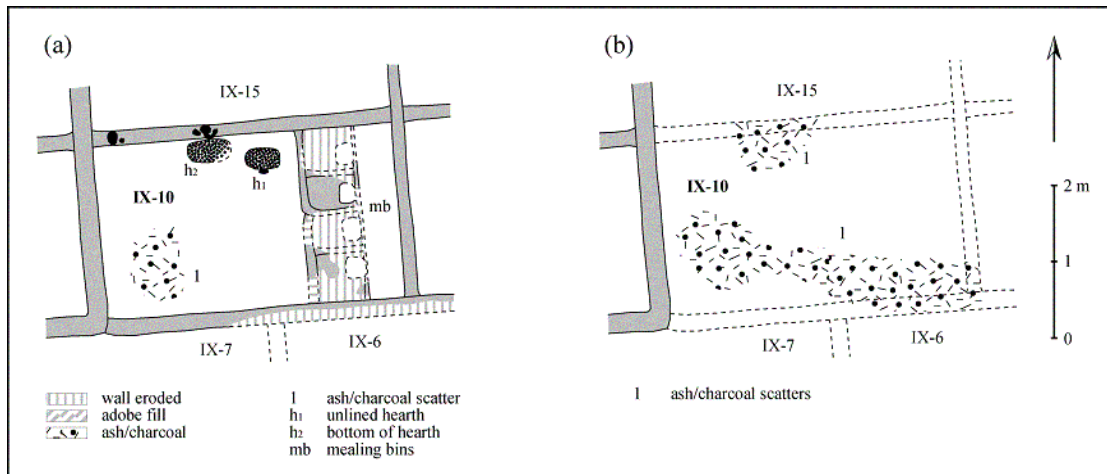 (a)
IX-15
h2
h1
IX-10
mb
1
IX-7
IX-6
wall eroded
adobe fill
ash/charcoal
1 ash/charcoal scatter
h1 unlined hearth
h2 bottom of hearth
mb mealing bins
(b)
IX-15
1
IX-10
1
2 m
1
0
IX-7
IX-6
1 ash/charcoal scatters